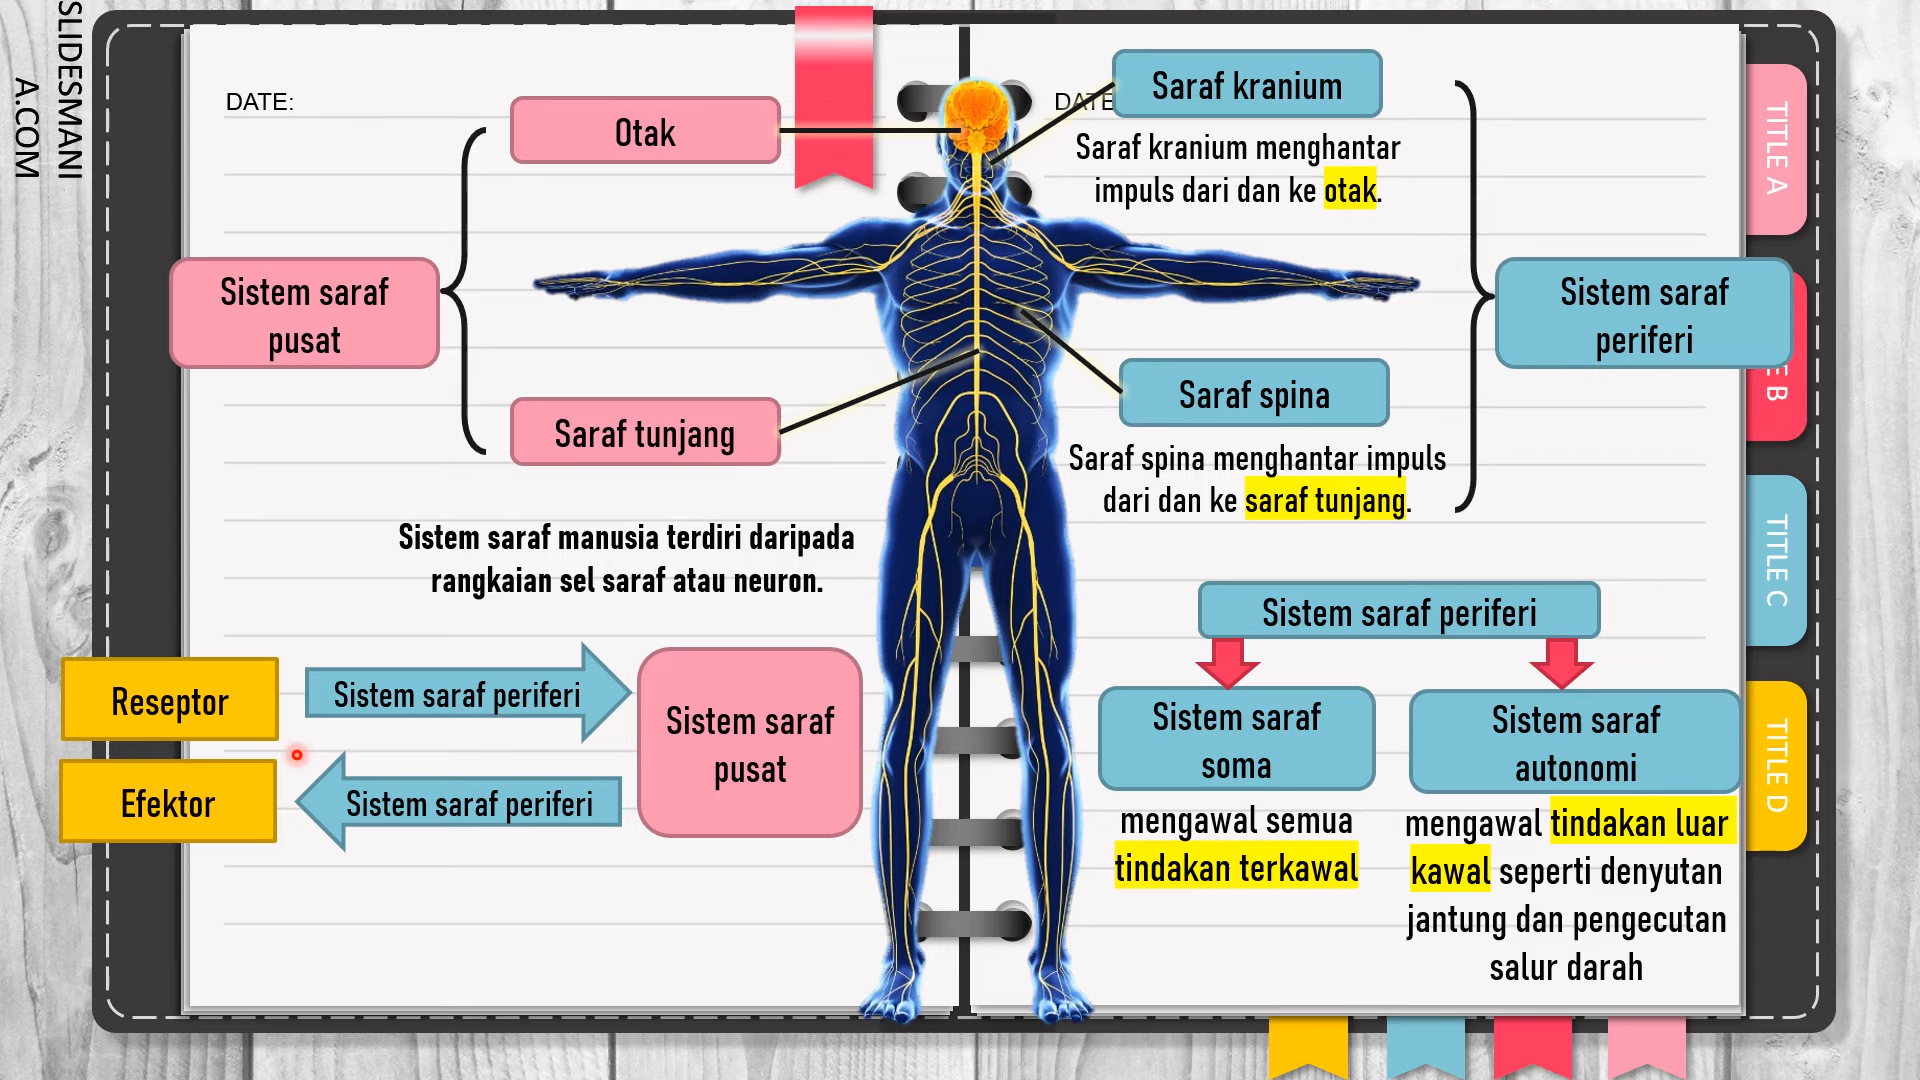 SLIDESMANI
A.COM
DATE:
Otak
Sistem saraf
pusat
Saraf tunjang
Sistem saraf manusia terdiri daripada
rangkaian sel saraf atau neuron.
Reseptor
Sistem saraf periferi
Efektor
Sistem saraf periferi
Sistem saraf
pusat
DATE
Saraf kranium
Saraf kranium menghantar
impuls dari dan ke otak.
Sistem saraf
periferi
Saraf spina
Saraf spina menghantar impuls
dari dan ke saraf tunjang.
Sistem saraf periferi
Sistem saraf
soma
mengawal semua
tindakan terkawal
Sistem saraf
autonomi
mengawal tindakan luar
kawal seperti denyutan
jantung dan pengecutan
salur darah
TITLE A
E B
TITLE C
TITLE D